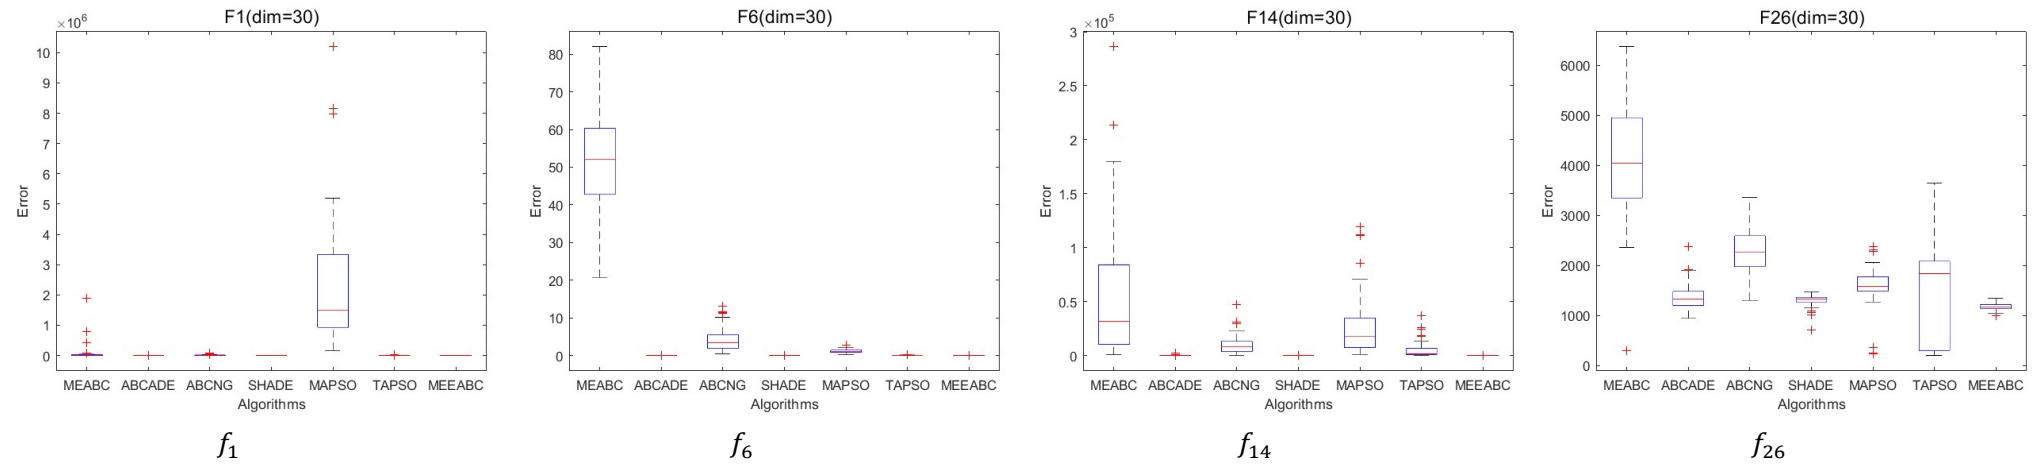 F1(dim=30)
×10⁶
10
9
8
7
6
5
4
3
2
1
0
Error
MEABC ABCADE ABCNG SHADE MAPSO TAPSO MEEABC
Algorithms
f₁
F6(dim=30)
80
70
60
50
40
30
20
10
0
Error
MEABC ABCADE ABCNG SHADE MAPSO TAPSO MEEABC
Algorithms
f₆
F14(dim=30)
×10⁵
3
2.5
2
1.5
1
0.5
0
Error
MEABC ABCADE ABCNG SHADE MAPSO TAPSO MEEABC
Algorithms
f₁₄
F26(dim=30)
6000
5000
4000
3000
2000
1000
0
Error
MEABC ABCADE ABCNG SHADE MAPSO TAPSO MEEABC
Algorithms
f₂₆